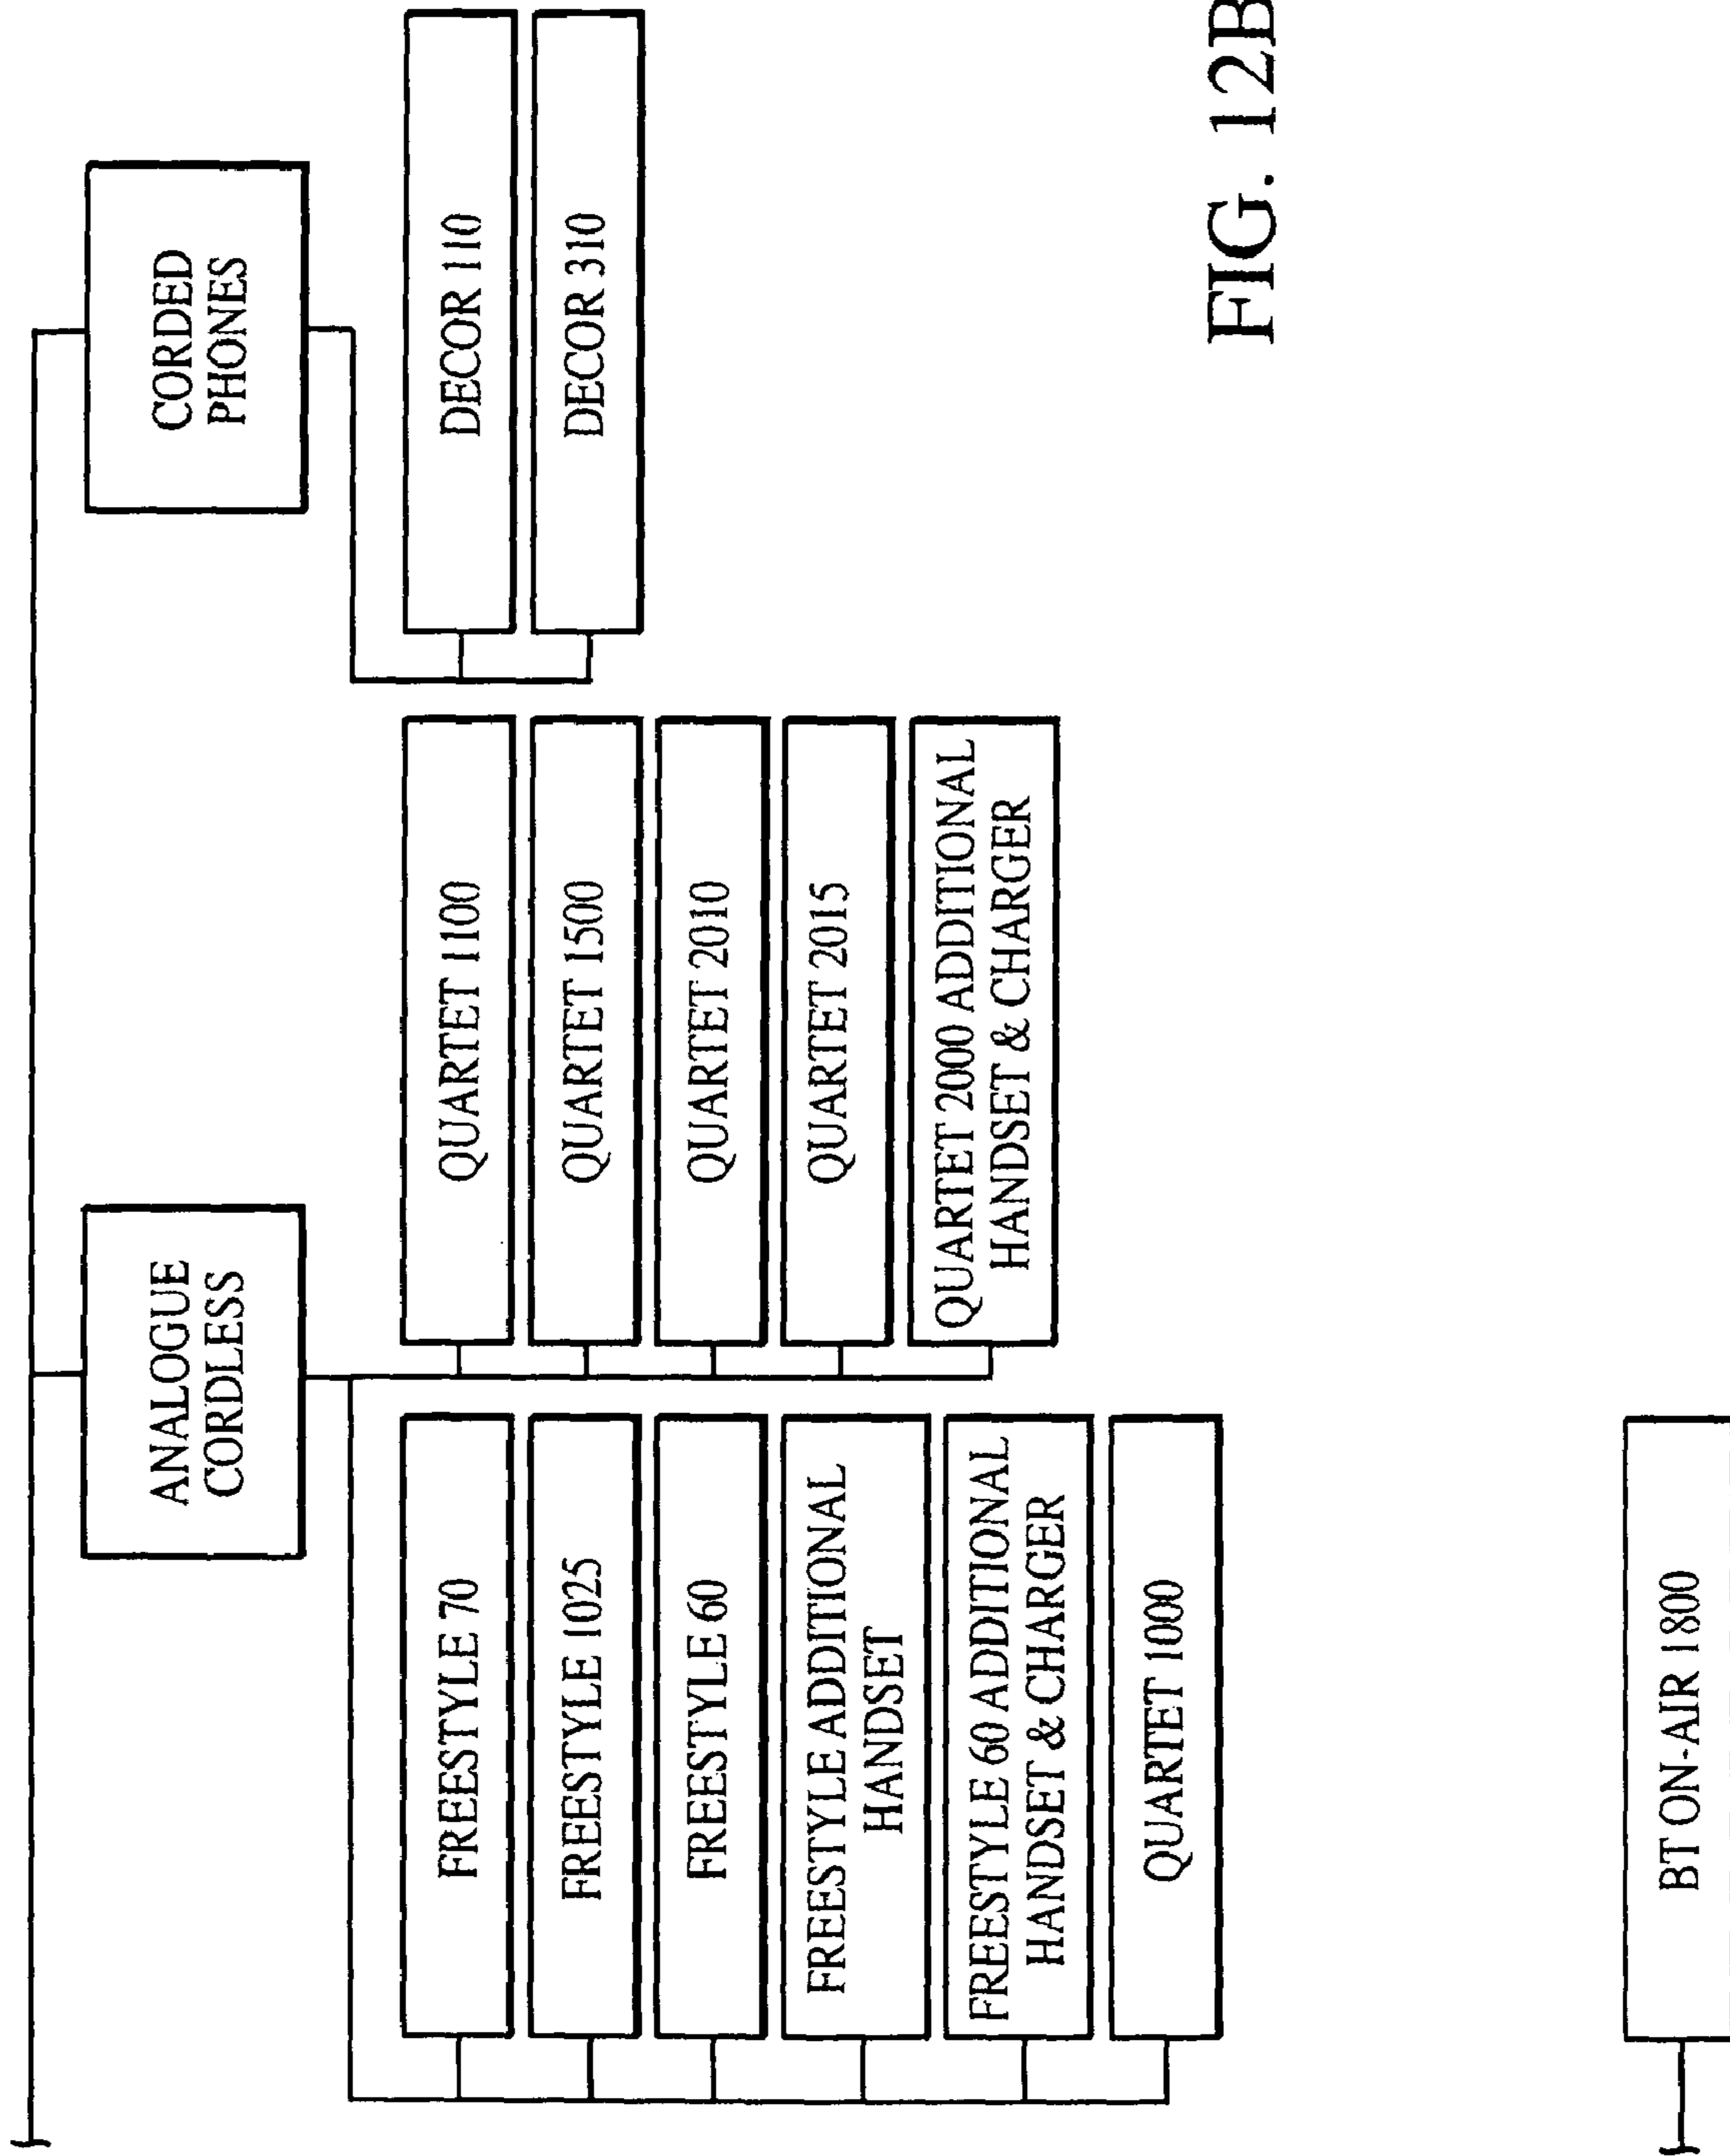 ANALOGUE
CORDLESS
CORDED
PHONES
FREESTYLE 70
FREESTYLE 1025
FREESTYLE 60
FREESTYLE ADDITIONAL
HANDSET
FREESTYLE 60 ADDITIONAL
HANDSET & CHARGER
QUARTET 1000
QUARTET 1100
QUARTET 1500
QUARTET 2010
QUARTET 2015
QUARTET 2000 ADDITIONAL
HANDSET & CHARGER
DECOR 110
DECOR 310
BT ON-AIR 1800
FIG. 12B